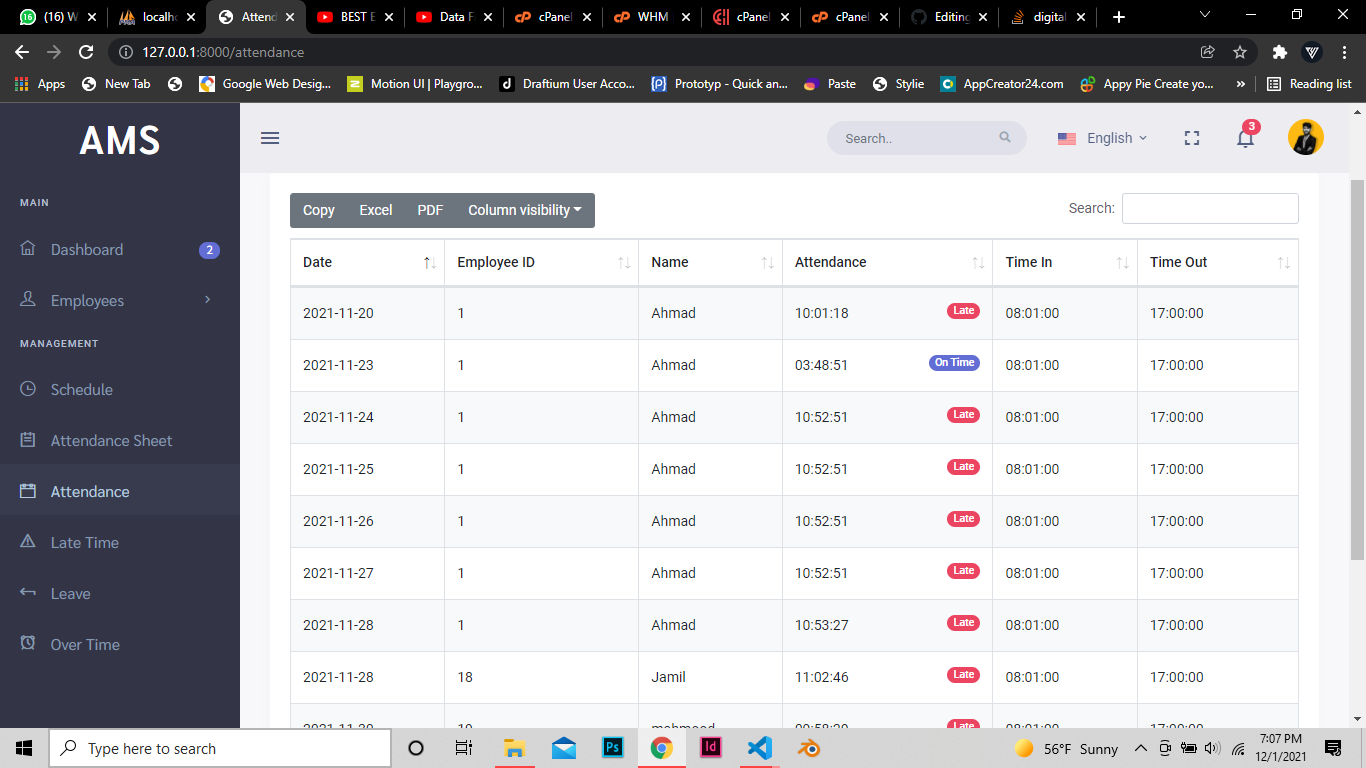 (16) W
localho
Attend
BEST E
Data F
cPanel
WHM
cPanel
cPanel
Editing
digital
127.0.0.1:8000/attendance
Apps
New Tab
Google Web Desig...
Motion UI | Playgro...
Draftium User Acco...
Prototyp - Quick an...
Paste
Stylie
AppCreator24.com
Appy Pie Create yo...
»
Reading list
AMS
Search..
English
3
MAIN
Dashboard 2
Employees
MANAGEMENT
Schedule
Attendance Sheet
Attendance
Late Time
Leave
Over Time
Copy Excel PDF Column visibility
Search:
Date Employee ID Name Attendance Time In Time Out
2021-11-20 1 Ahmad 10:01:18 Late 08:01:00 17:00:00
2021-11-23 1 Ahmad 03:48:51 On Time 08:01:00 17:00:00
2021-11-24 1 Ahmad 10:52:51 Late 08:01:00 17:00:00
2021-11-25 1 Ahmad 10:52:51 Late 08:01:00 17:00:00
2021-11-26 1 Ahmad 10:52:51 Late 08:01:00 17:00:00
2021-11-27 1 Ahmad 10:52:51 Late 08:01:00 17:00:00
2021-11-28 1 Ahmad 10:53:27 Late 08:01:00 17:00:00
2021-11-28 18 Jamil 11:02:46 Late 08:01:00 17:00:00
Late 08:01:00 17:00:00
Type here to search
Ps
Id
56°F Sunny
7:07 PM
12/1/2021